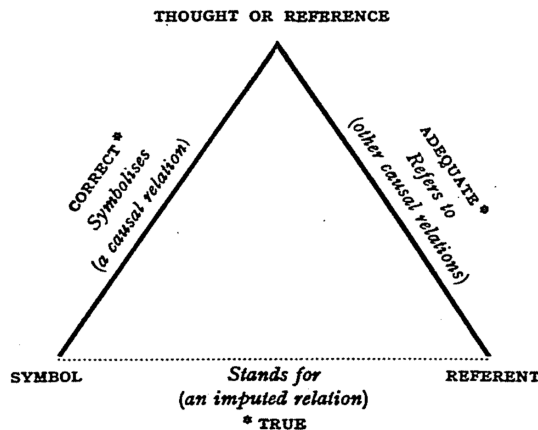 THOUGHT OR REFERENCE
CORRECT *
Symbolises
(a causal relation)
ADEQUATE *
Refers to
(other causal relations)
SYMBOL
Stands for
(an imputed relation)
* TRUE
REFERENT